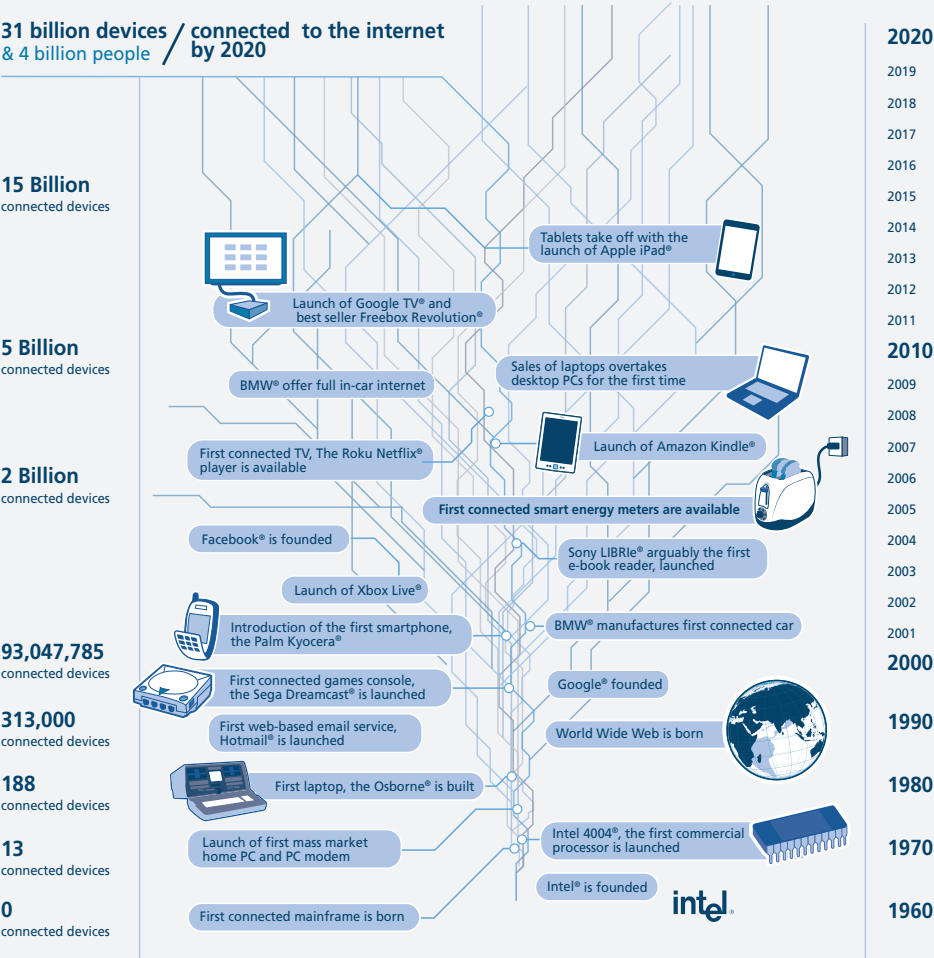 31 billion devices
& 4 billion people
connected to the internet
by 2020
2020
2019
2018
2017
2016
15 Billion
connected devices
2015
2014
Tablets take off with the
launch of Apple iPad®
2013
2012
Launch of Google TV® and
best seller Freebox Revolution®
2011
5 Billion
connected devices
2010
Sales of laptops overtakes
desktop PCs for the first time
BMW® offer full in-car internet
2009
2008
Launch of Amazon Kindle®
2007
First connected TV, The Roku Netflix®
player is available
2 Billion
connected devices
2006
First connected smart energy meters are available
2005
Facebook® is founded
2004
Sony LIBRIe® arguably the first
e-book reader, launched
2003
Launch of Xbox Live®
2002
Introduction of the first smartphone,
the Palm Kyocera®
BMW® manufactures first connected car
2001
93,047,785
connected devices
2000
First connected games console,
the Sega Dreamcast® is launched
Google® founded
313,000
connected devices
First web-based email service,
Hotmail® is launched
World Wide Web is born
1990
188
connected devices
First laptop, the Osborne® is built
1980
13
connected devices
Launch of first mass market
home PC and PC modem
Intel 4004®, the first commercial
processor is launched
1970
Intel® is founded
0
connected devices
First connected mainframe is born
intel®
1960